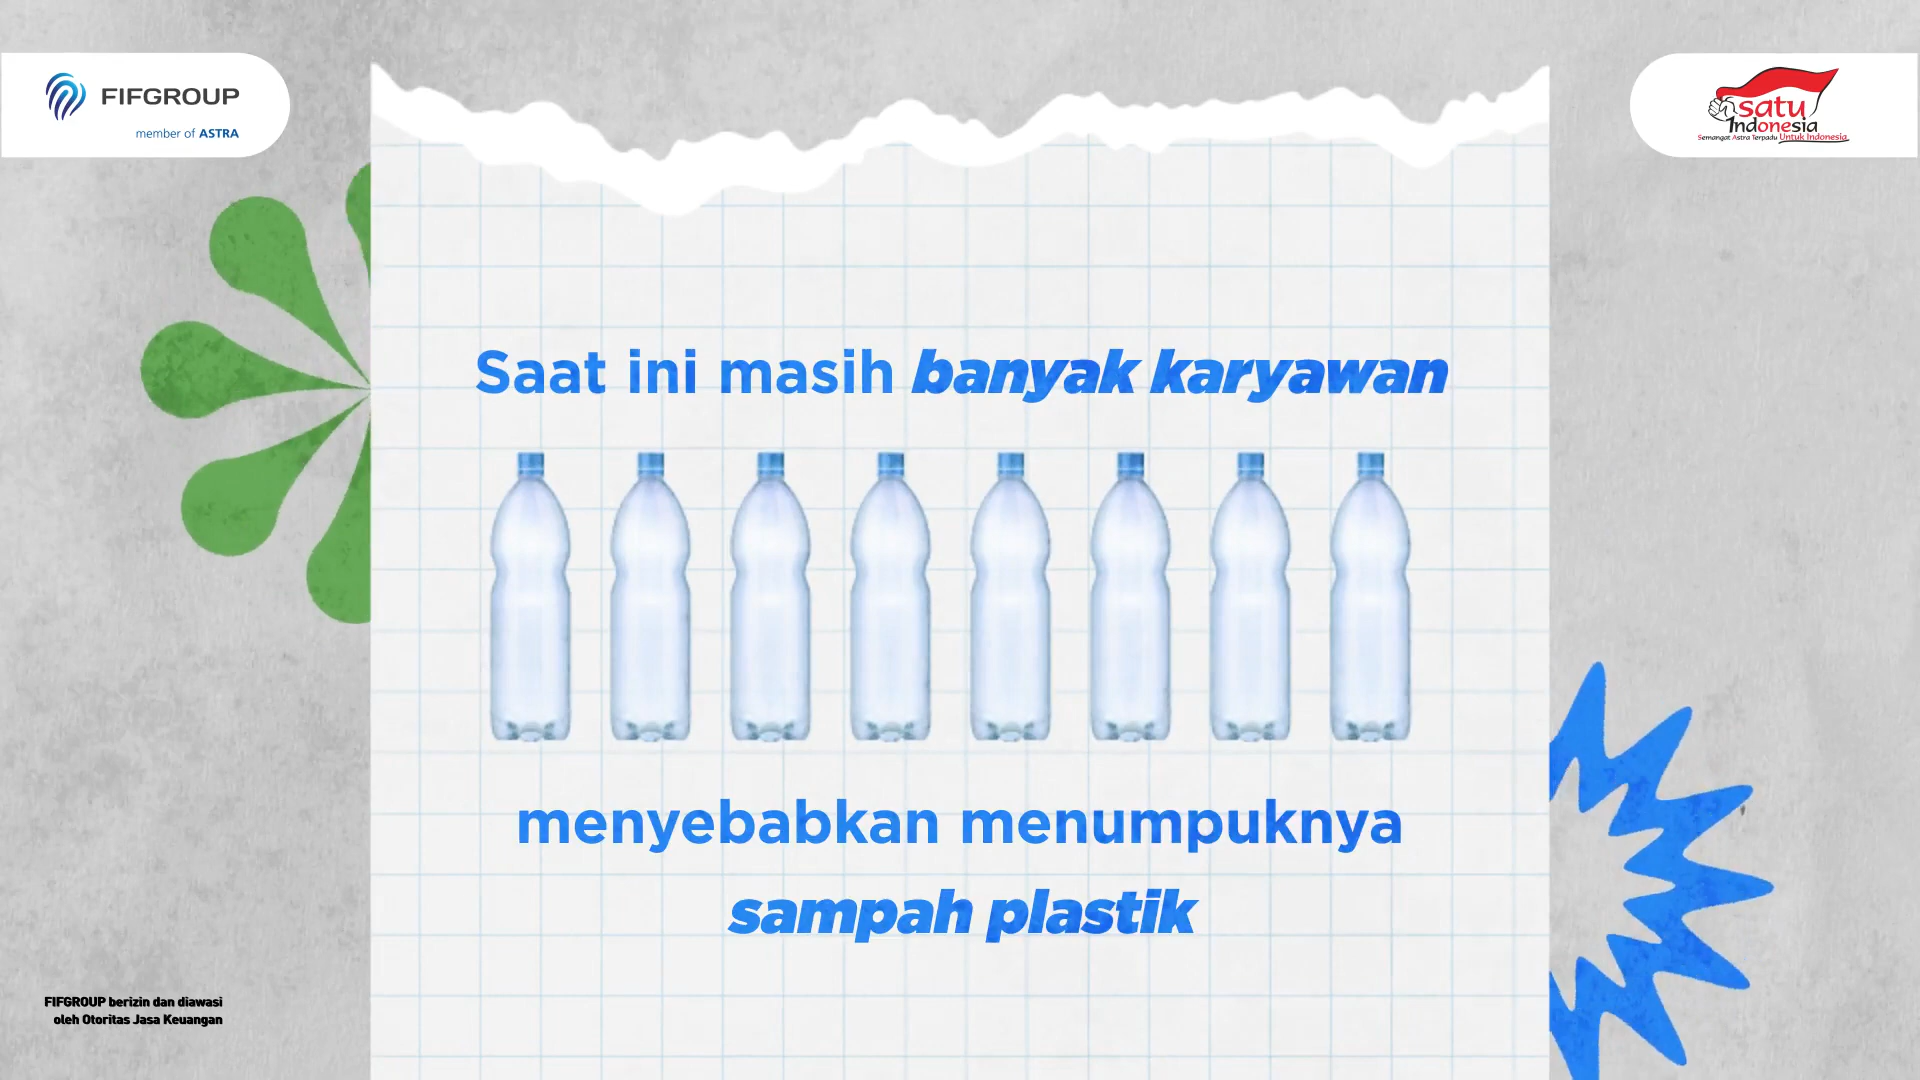 FIFGROUP
member of ASTRA
satu
Indonesia
Semangat Astra Terpadu Untuk Indonesia
Saat ini masih banyak karyawan
menyebabkan menumpuknya
sampah plastik
FIFGROUP berizin dan diawasi
oleh Otoritas Jasa Keuangan